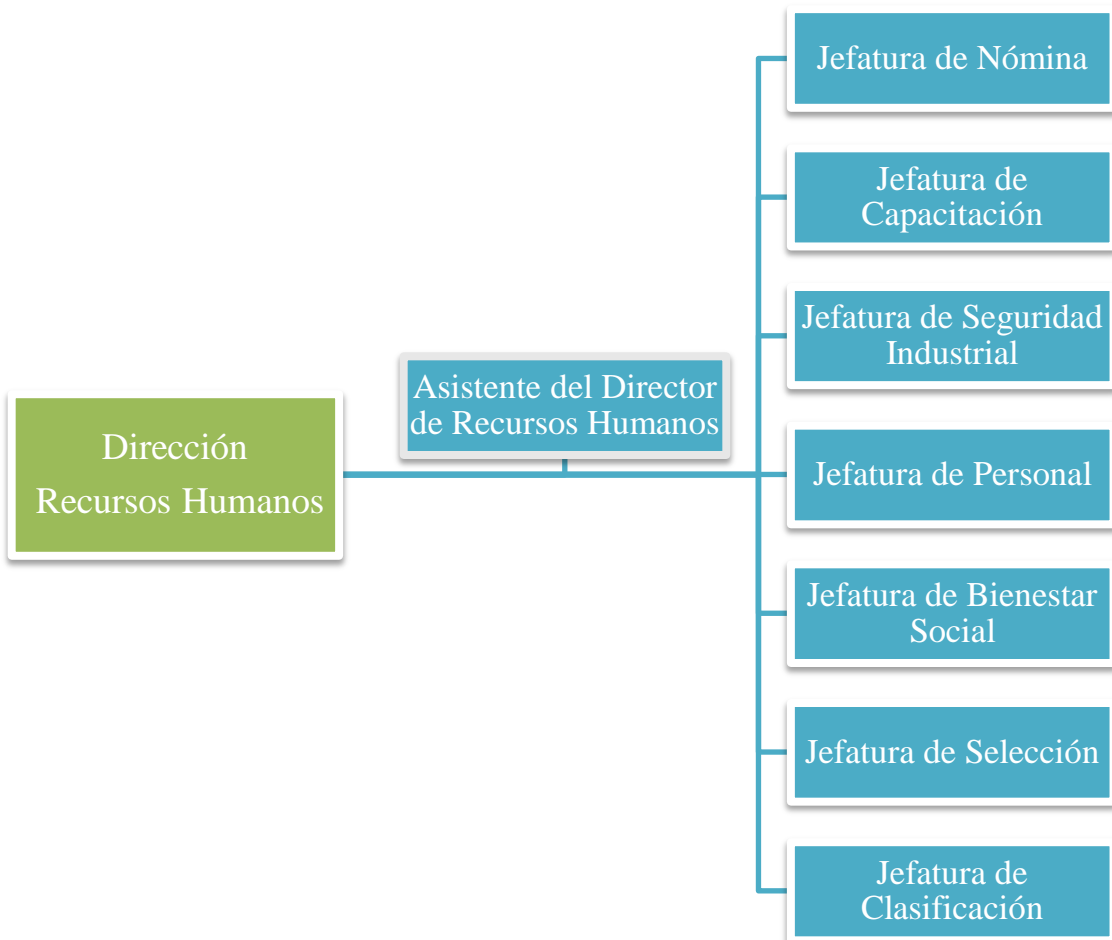 Dirección
Recursos Humanos
Asistente del Director
de Recursos Humanos
Jefatura de Nómina
Jefatura de
Capacitación
Jefatura de Seguridad
Industrial
Jefatura de Personal
Jefatura de Bienestar
Social
Jefatura de Selección
Jefatura de
Clasificación